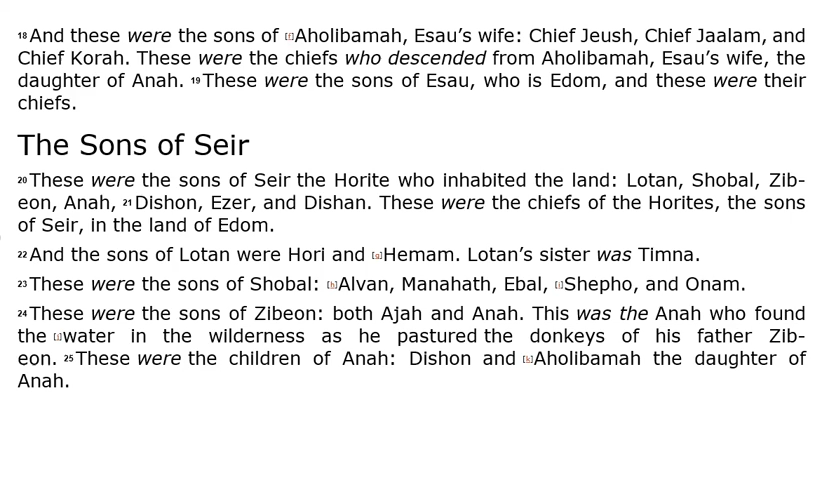 18And these were the sons of [f]Aholibamah, Esau’s wife: Chief Jeush, Chief Jaalam, and
Chief Korah. These were the chiefs who descended from Aholibamah, Esau’s wife, the
daughter of Anah. 19These were the sons of Esau, who is Edom, and these were their
chiefs.
The Sons of Seir
20These were the sons of Seir the Horite who inhabited the land: Lotan, Shobal, Zib-
eon, Anah, 21Dishon, Ezer, and Dishan. These were the chiefs of the Horites, the sons
of Seir, in the land of Edom.
22And the sons of Lotan were Hori and [g]Hemam. Lotan’s sister was Timna.
23These were the sons of Shobal: [h]Alvan, Manahath, Ebal, [i]Shepho, and Onam.
24These were the sons of Zibeon: both Ajah and Anah. This was the Anah who found
the [j]water in the wilderness as he pastured the donkeys of his father Zib-
eon. 25These were the children of Anah: Dishon and [k]Aholibamah the daughter of
Anah.